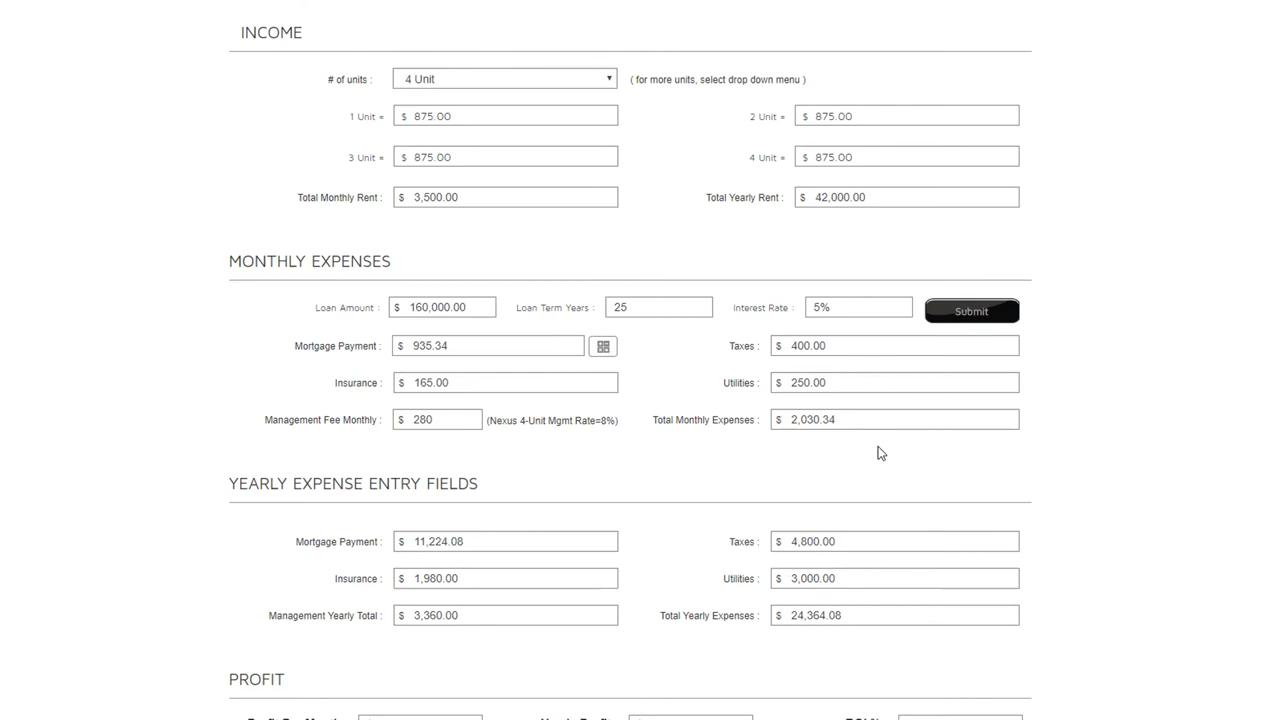 INCOME
# of units : 4 Unit ( for more units, select drop down menu )
1 Unit = $ 875.00 2 Unit = $ 875.00
3 Unit = $ 875.00 4 Unit = $ 875.00
Total Monthly Rent : $ 3,500.00 Total Yearly Rent : $ 42,000.00
MONTHLY EXPENSES
Loan Amount : $ 160,000.00 Loan Term Years : 25 Interest Rate : 5% Submit
Mortgage Payment : $ 935.34 Taxes : $ 400.00
Insurance : $ 165.00 Utilities : $ 250.00
Management Fee Monthly : $ 280 (Nexus 4-Unit Mgmt Rate=8%) Total Monthly Expenses : $ 2,030.34
YEARLY EXPENSE ENTRY FIELDS
Mortgage Payment : $ 11,224.08 Taxes : $ 4,800.00
Insurance : $ 1,980.00 Utilities : $ 3,000.00
Management Yearly Total : $ 3,360.00 Total Yearly Expenses : $ 24,364.08
PROFIT